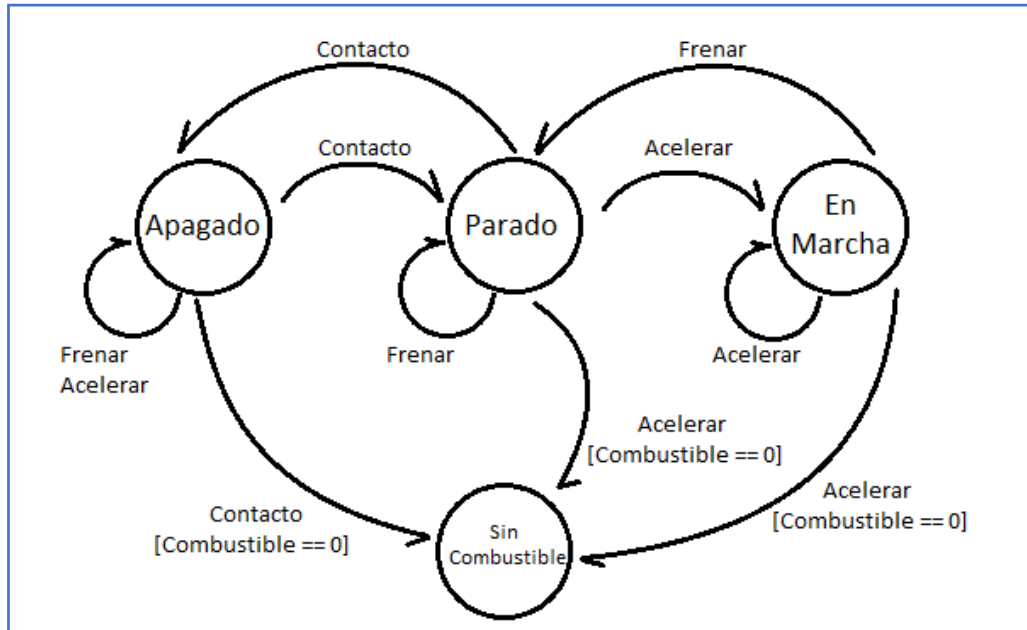 Contacto
Frenar
Contacto
Acelerar
Apagado
Parado
En
Marcha
Frenar
Acelerar
Frenar
Acelerar
Acelerar
[Combustible == 0]
Contacto
[Combustible == 0]
Acelerar
[Combustible == 0]
Sin
Combustible